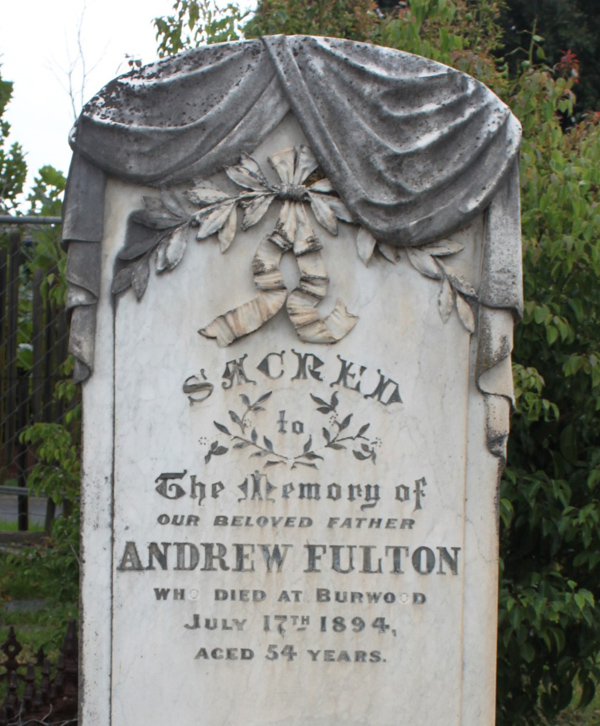 SACRED
to
The Memory of
OUR BELOVED FATHER
ANDREW FULTON
WHO DIED AT BURWOOD
JULY 17TH 1894,
AGED 54 YEARS.